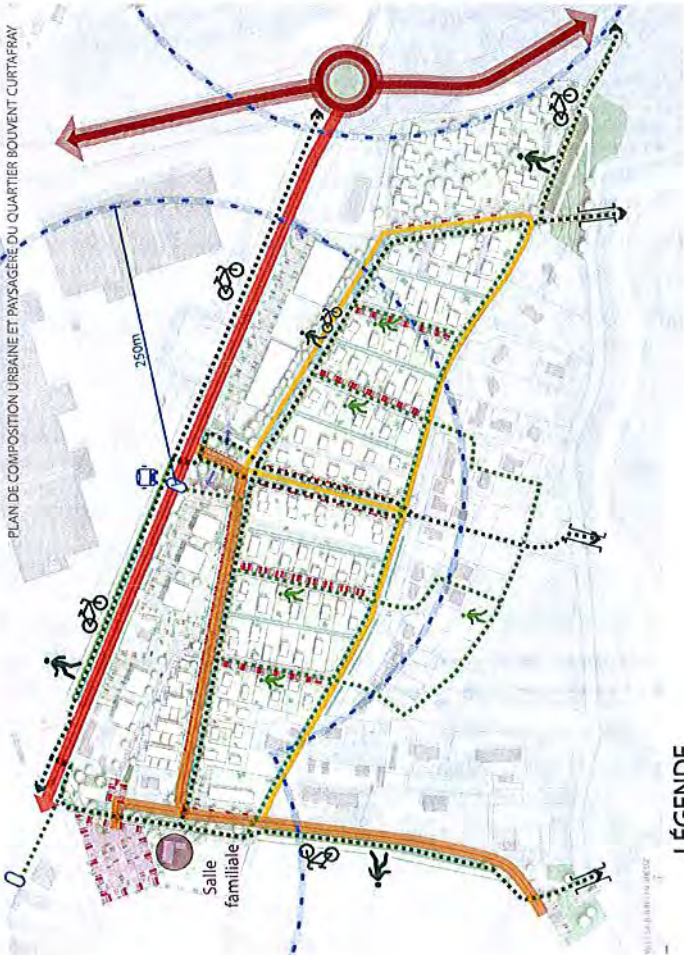 PLAN DE COMPOSITION URBAINE ET PAYSAGÈRE DU QUARTIER BOUVENT CURTAFRAY
250m
Salle
familiale
LÉGENDE